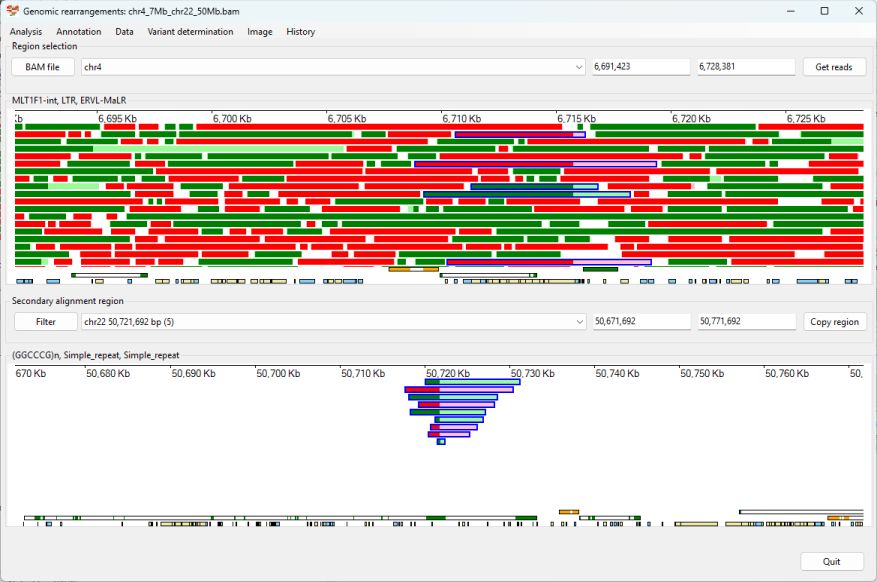 Genomic rearrangements: chr4_7Mb_chr22_50Mb.bam
Analysis Annotation Data Variant determination Image History
Region selection
BAM file chr4 6,691,423 6,728,381 Get reads
MLT1F1-int, LTR, ERVL-MaLR
Kb 6,695 Kb 6,700 Kb 6,705 Kb 6,710 Kb 6,715 Kb 6,720 Kb 6,725 Kb
Secondary alignment region
Filter chr22 50,721,692 bp (5) 50,671,692 50,771,692 Copy region
(GGCCCG)n, Simple_repeat, Simple_repeat
670 Kb 50,680 Kb 50,690 Kb 50,700 Kb 50,710 Kb 50,720 Kb 50,730 Kb 50,740 Kb 50,750 Kb 50,760 Kb 50,
Quit